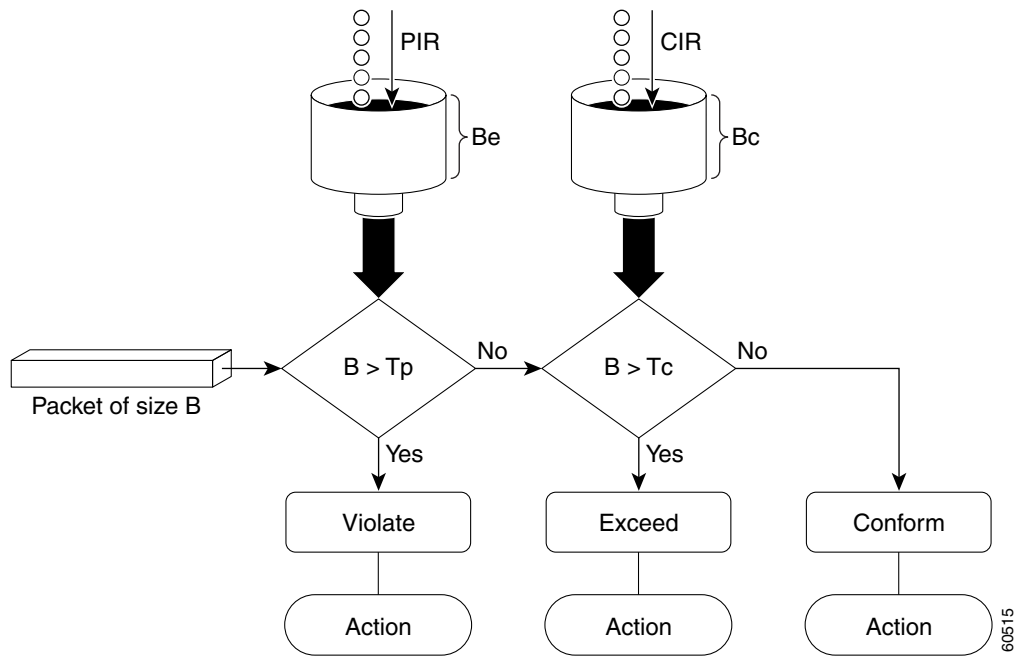 PIR
CIR
Be
Bc
B > Tp
No
B > Tc
No
Packet of size B
Yes
Yes
Violate
Exceed
Conform
Action
Action
Action
60515